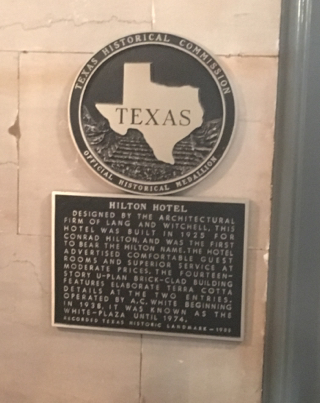 TEXAS HISTORICAL COMMISSION
TEXAS
OFFICIAL HISTORICAL MEDALLION
HILTON HOTEL
DESIGNED BY THE ARCHITECTURAL
FIRM OF LANG AND WITCHELL, THIS
HOTEL WAS BUILT IN 1925 FOR
CONRAD HILTON, AND WAS THE FIRST
TO BEAR THE HILTON NAME. THE HOTEL
ADVERTISED COMFORTABLE GUEST
ROOMS AND SUPERIOR SERVICE AT
MODERATE PRICES. THE FOURTEEN-
STORY U-PLAN BRICK-CLAD BUILDING
FEATURES ELABORATE TERRA COTTA
DETAILS AT THE TWO ENTRIES.
OPERATED BY A.C. WHITE BEGINNING
IN 1938, IT WAS KNOWN AS THE
WHITE-PLAZA UNTIL 1974.
RECORDED TEXAS HISTORIC LANDMARK -